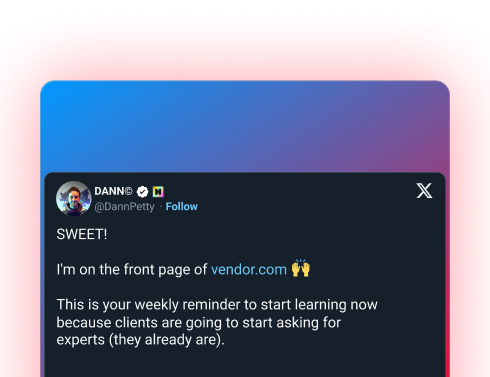 DANN©
@DannPetty · Follow
SWEET!
I'm on the front page of vendor.com 🙌
This is your weekly reminder to start learning now
because clients are going to start asking for
experts (they already are).